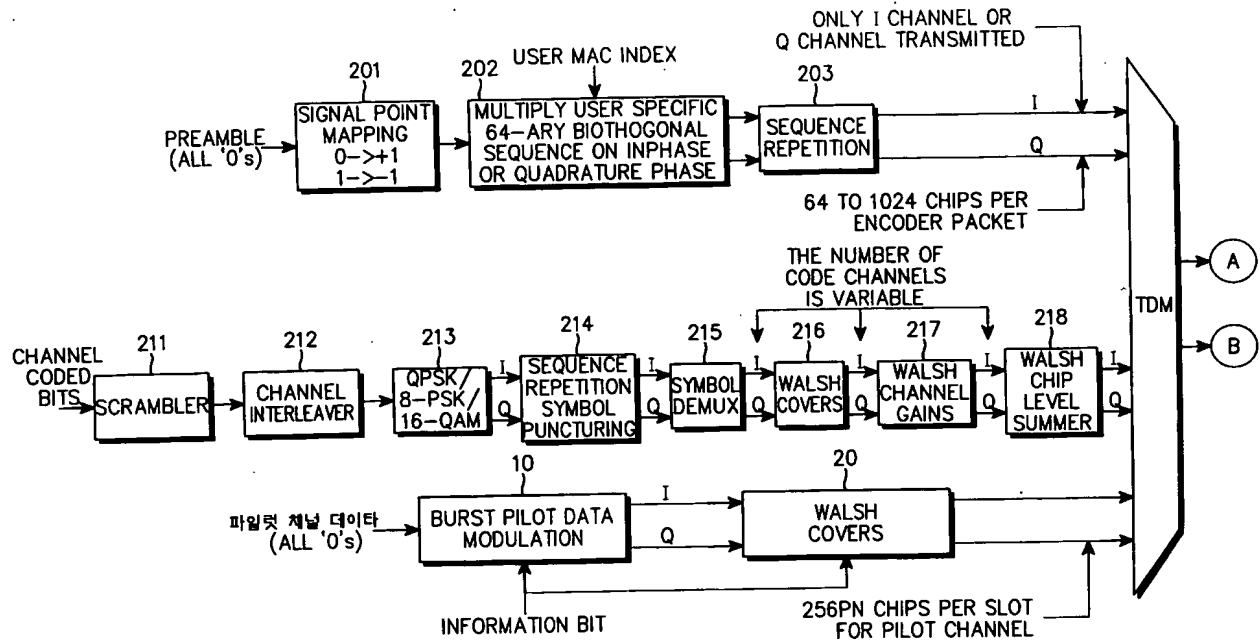 ONLY I CHANNEL OR
Q CHANNEL TRANSMITTED
USER MAC INDEX
201
202
203
PREAMBLE
(ALL '0's)
SIGNAL POINT
MAPPING
0->+1
1->-1
MULTIPLY USER SPECIFIC
64-ARY BIOTHOGONAL
SEQUENCE ON INPHASE
OR QUADRATURE PHASE
SEQUENCE
REPETITION
I
Q
64 TO 1024 CHIPS PER
ENCODER PACKET
THE NUMBER OF
CODE CHANNELS
IS VARIABLE
TDM
A
B
CHANNEL
CODED
BITS
211
SCRAMBLER
212
CHANNEL
INTERLEAVER
213
QPSK/
8-PSK/
16-QAM
I
Q
214
SEQUENCE
REPETITION
SYMBOL
PUNCTURING
I
Q
215
SYMBOL
DEMUX
I
Q
216
WALSH
COVERS
I
Q
217
WALSH
CHANNEL
GAINS
I
Q
218
WALSH
CHIP
LEVEL
SUMMER
I
Q
파일럿 채널 데이타
(ALL '0's)
10
BURST PILOT DATA
MODULATION
I
Q
20
WALSH
COVERS
INFORMATION BIT
256PN CHIPS PER SLOT
FOR PILOT CHANNEL